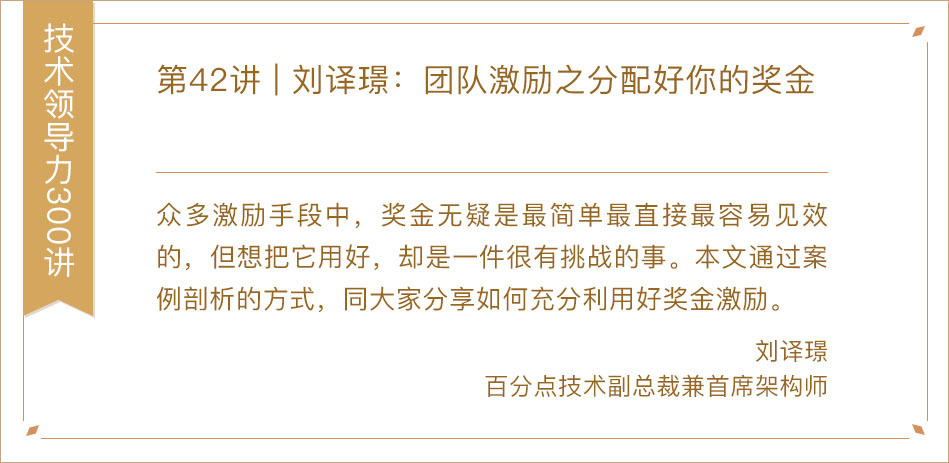 技术领导力300讲
第42讲 | 刘译璟：团队激励之分配好你的奖金
众多激励手段中，奖金无疑是最简单最直接最容易见效
的，但想把它用好，却是一件很有挑战的事。本文通过案
例剖析的方式，同大家分享如何充分利用好奖金激励。
刘译璟
百分点技术副总裁兼首席架构师